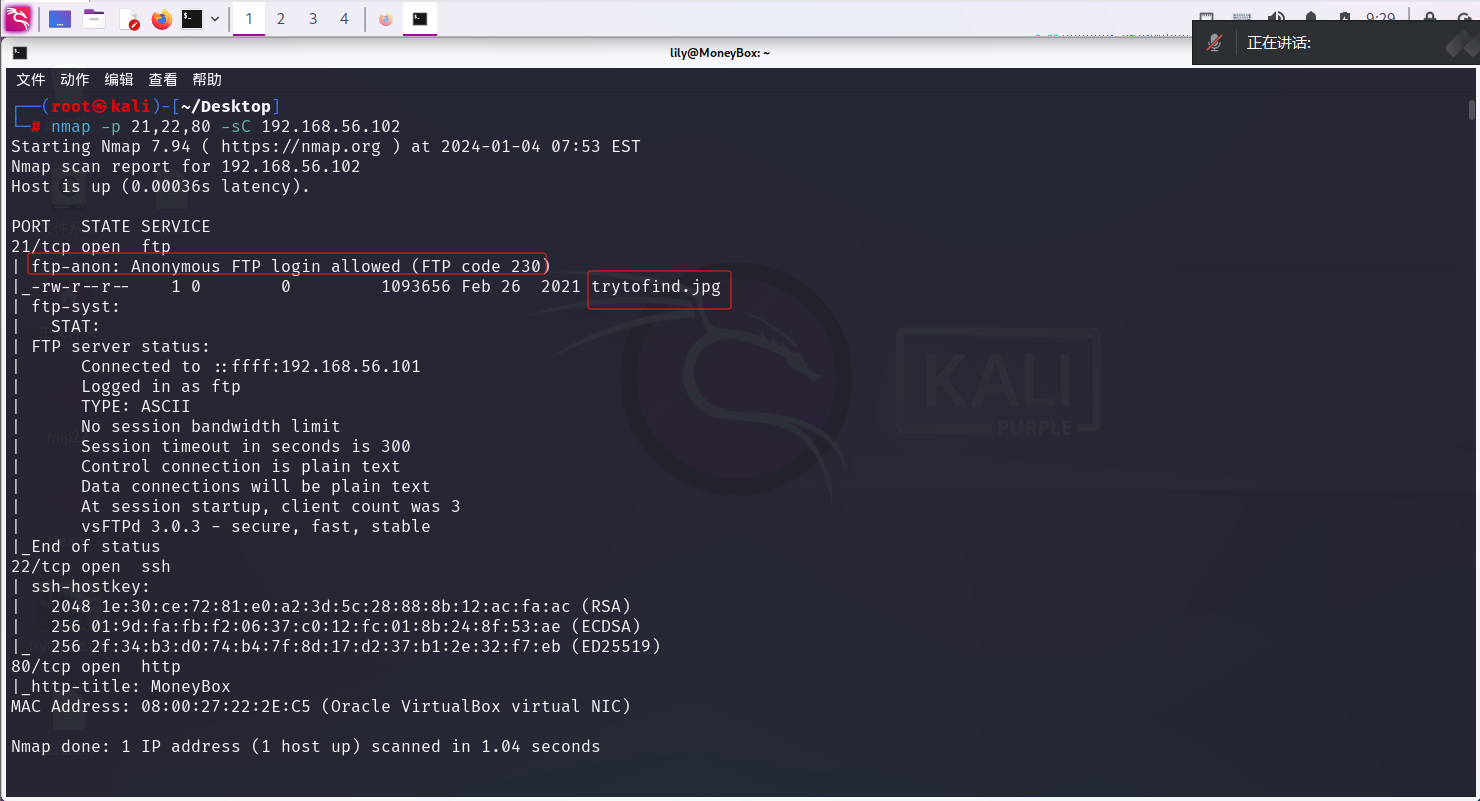 1 2 3 4 9:29
正在讲话:
lily@MoneyBox: ~
文件 动作 编辑 查看 帮助
┌──(root㉿kali)-[~/Desktop]
└─# nmap -p 21,22,80 -sC 192.168.56.102
Starting Nmap 7.94 ( https://nmap.org ) at 2024-01-04 07:53 EST
Nmap scan report for 192.168.56.102
Host is up (0.00036s latency).
PORT   STATE SERVICE
21/tcp open  ftp
| ftp-anon: Anonymous FTP login allowed (FTP code 230)
|_-rw-r--r--    1 0        0         1093656 Feb 26  2021 trytofind.jpg
| ftp-syst:
|   STAT:
| FTP server status:
|      Connected to ::ffff:192.168.56.101
|      Logged in as ftp
|      TYPE: ASCII
|      No session bandwidth limit
|      Session timeout in seconds is 300
|      Control connection is plain text
|      Data connections will be plain text
|      At session startup, client count was 3
|      vsFTPd 3.0.3 - secure, fast, stable
|_End of status
22/tcp open  ssh
| ssh-hostkey:
|   2048 1e:30:ce:72:81:e0:a2:3d:5c:28:88:8b:12:ac:fa:ac (RSA)
|   256 01:9d:fa:fb:f2:06:37:c0:12:fc:01:8b:24:8f:53:ae (ECDSA)
|_  256 2f:34:b3:d0:74:b4:7f:8d:17:d2:37:b1:2e:32:f7:eb (ED25519)
80/tcp open  http
|_http-title: MoneyBox
MAC Address: 08:00:27:22:2E:C5 (Oracle VirtualBox virtual NIC)
Nmap done: 1 IP address (1 host up) scanned in 1.04 seconds
KALI
PURPLE